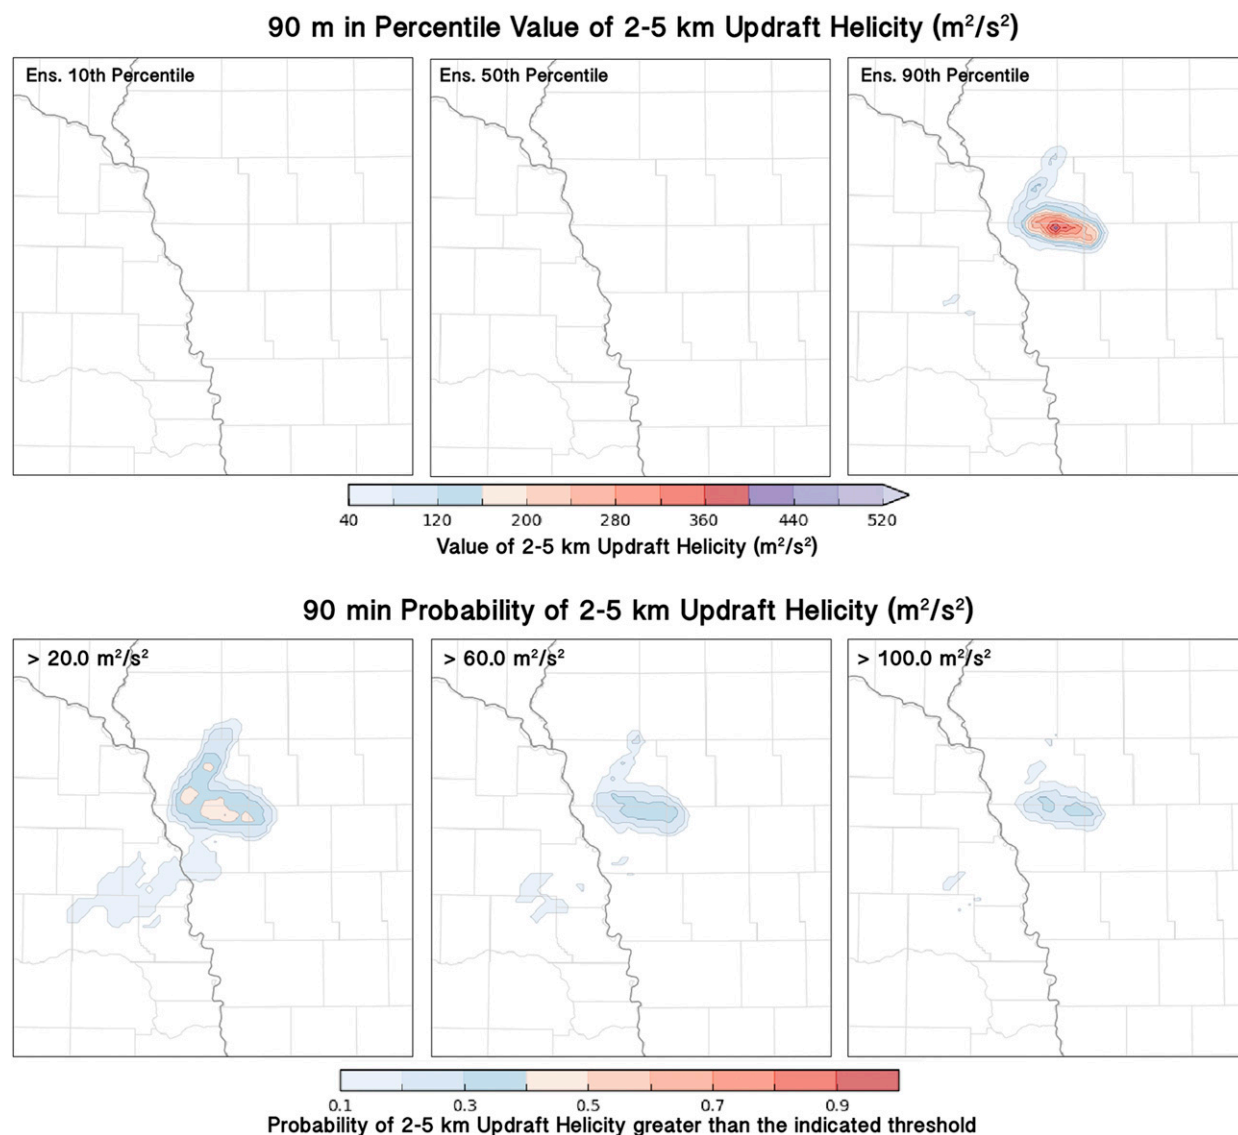 90 m in Percentile Value of 2-5 km Updraft Helicity (m²/s²)
Ens. 10th Percentile
Ens. 50th Percentile
Ens. 90th Percentile
40 120 200 280 360 440 520
Value of 2-5 km Updraft Helicity (m²/s²)
90 min Probability of 2-5 km Updraft Helicity (m²/s²)
> 20.0 m²/s²
> 60.0 m²/s²
> 100.0 m²/s²
0.1 0.3 0.5 0.7 0.9
Probability of 2-5 km Updraft Helicity greater than the indicated threshold